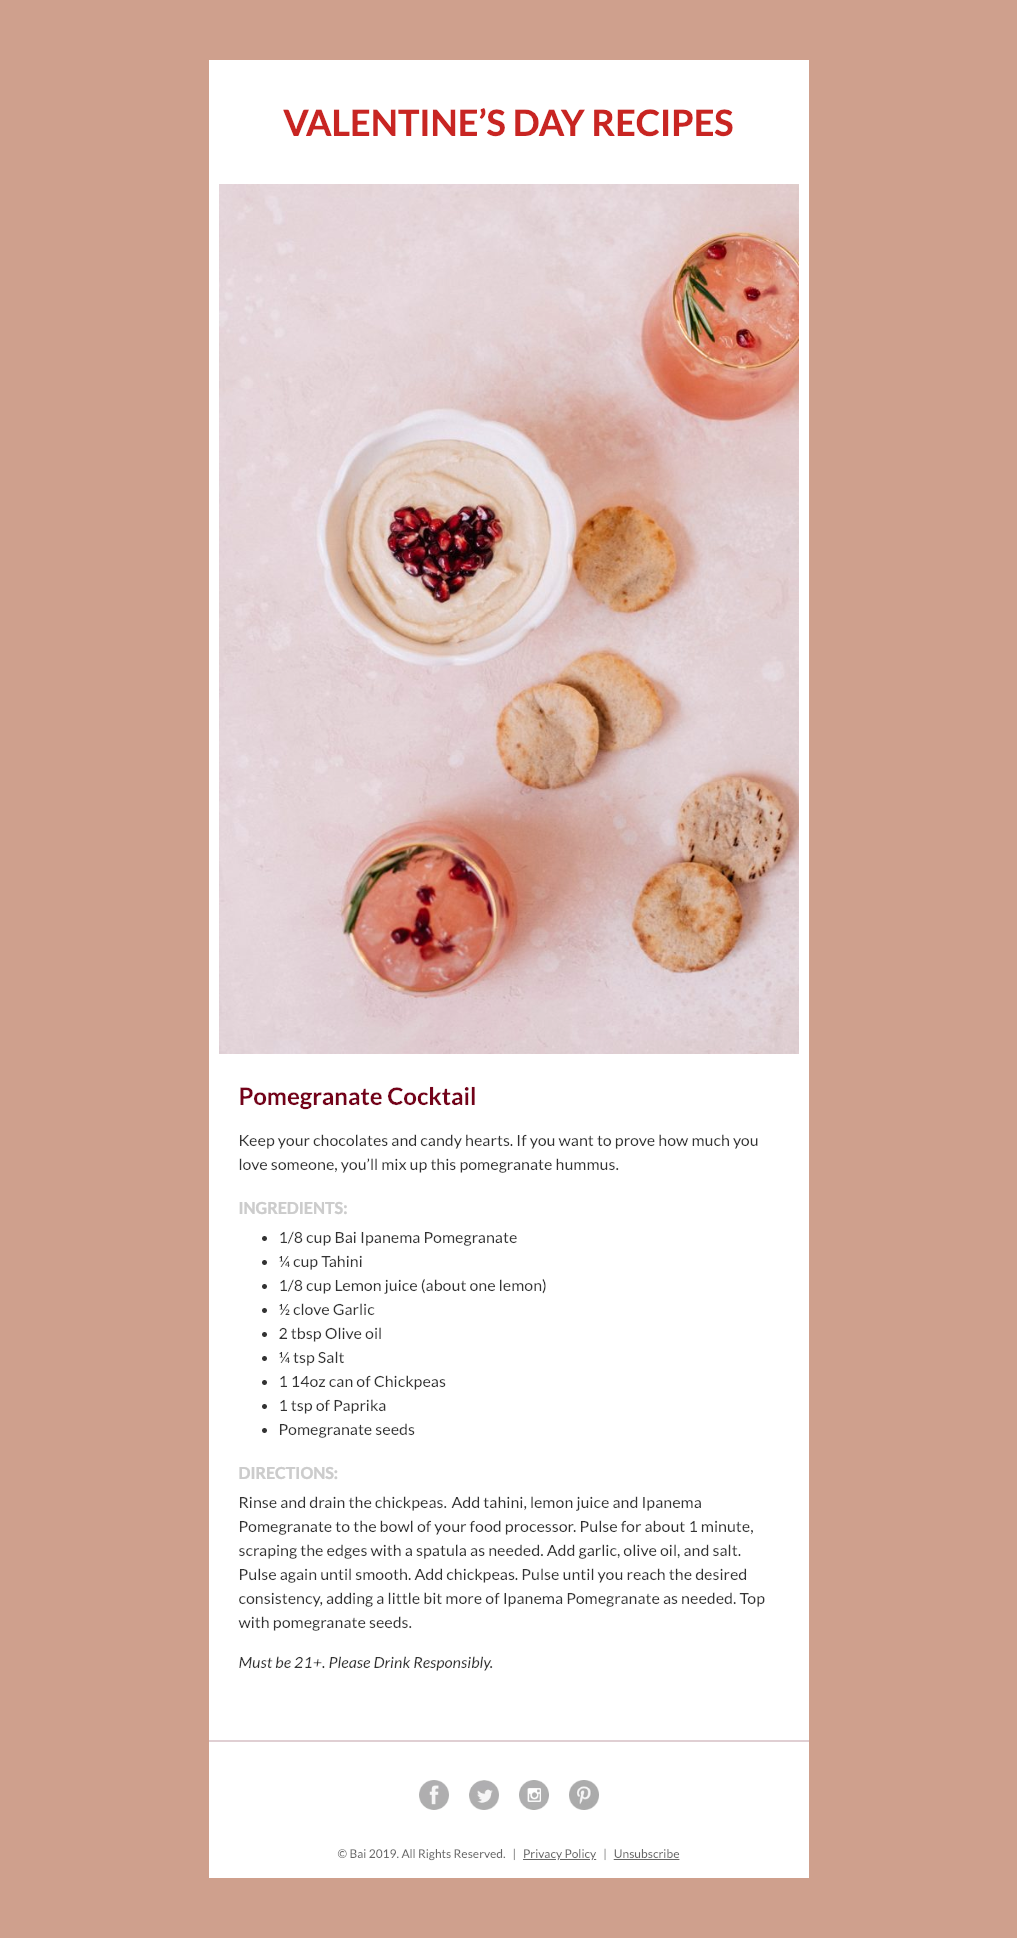 VALENTINE’S DAY RECIPES
Pomegranate Cocktail
Keep your chocolates and candy hearts. If you want to prove how much you
love someone, you’ll mix up this pomegranate hummus.
INGREDIENTS:
• 1/8 cup Bai Ipanema Pomegranate
• ¼ cup Tahini
• 1/8 cup Lemon juice (about one lemon)
• ½ clove Garlic
• 2 tbsp Olive oil
• ¼ tsp Salt
• 1 14oz can of Chickpeas
• 1 tsp of Paprika
• Pomegranate seeds
DIRECTIONS:
Rinse and drain the chickpeas. Add tahini, lemon juice and Ipanema
Pomegranate to the bowl of your food processor. Pulse for about 1 minute,
scraping the edges with a spatula as needed. Add garlic, olive oil, and salt.
Pulse again until smooth. Add chickpeas. Pulse until you reach the desired
consistency, adding a little bit more of Ipanema Pomegranate as needed. Top
with pomegranate seeds.
Must be 21+. Please Drink Responsibly.
© Bai 2019. All Rights Reserved. | Privacy Policy | Unsubscribe